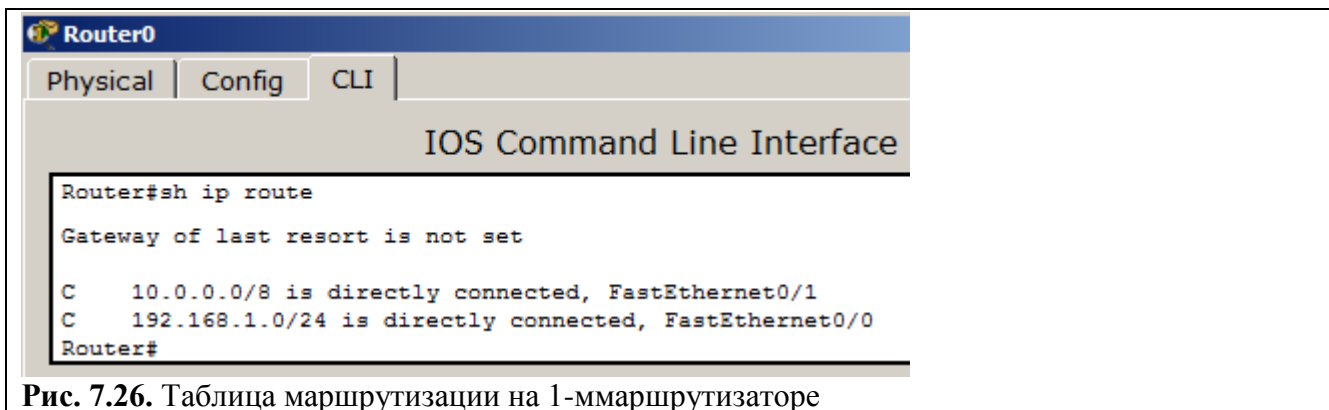 Router0
Physical Config CLI
IOS Command Line Interface
Router#sh ip route
Gateway of last resort is not set
C 10.0.0.0/8 is directly connected, FastEthernet0/1
C 192.168.1.0/24 is directly connected, FastEthernet0/0
Router#
Рис. 7.26. Таблица маршрутизации на 1-ммаршрутизаторе